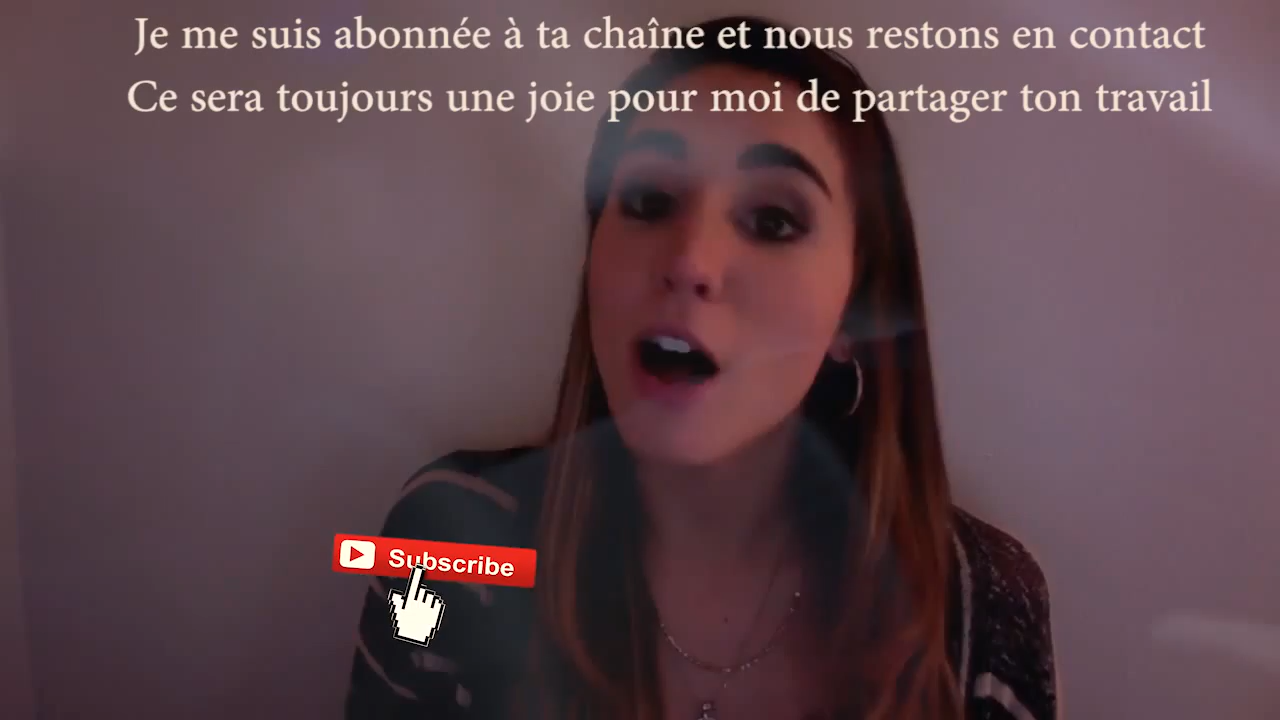 Je me suis abonnée à ta chaîne et nous restons en contact
Ce sera toujours une joie pour moi de partager ton travail
Subscribe